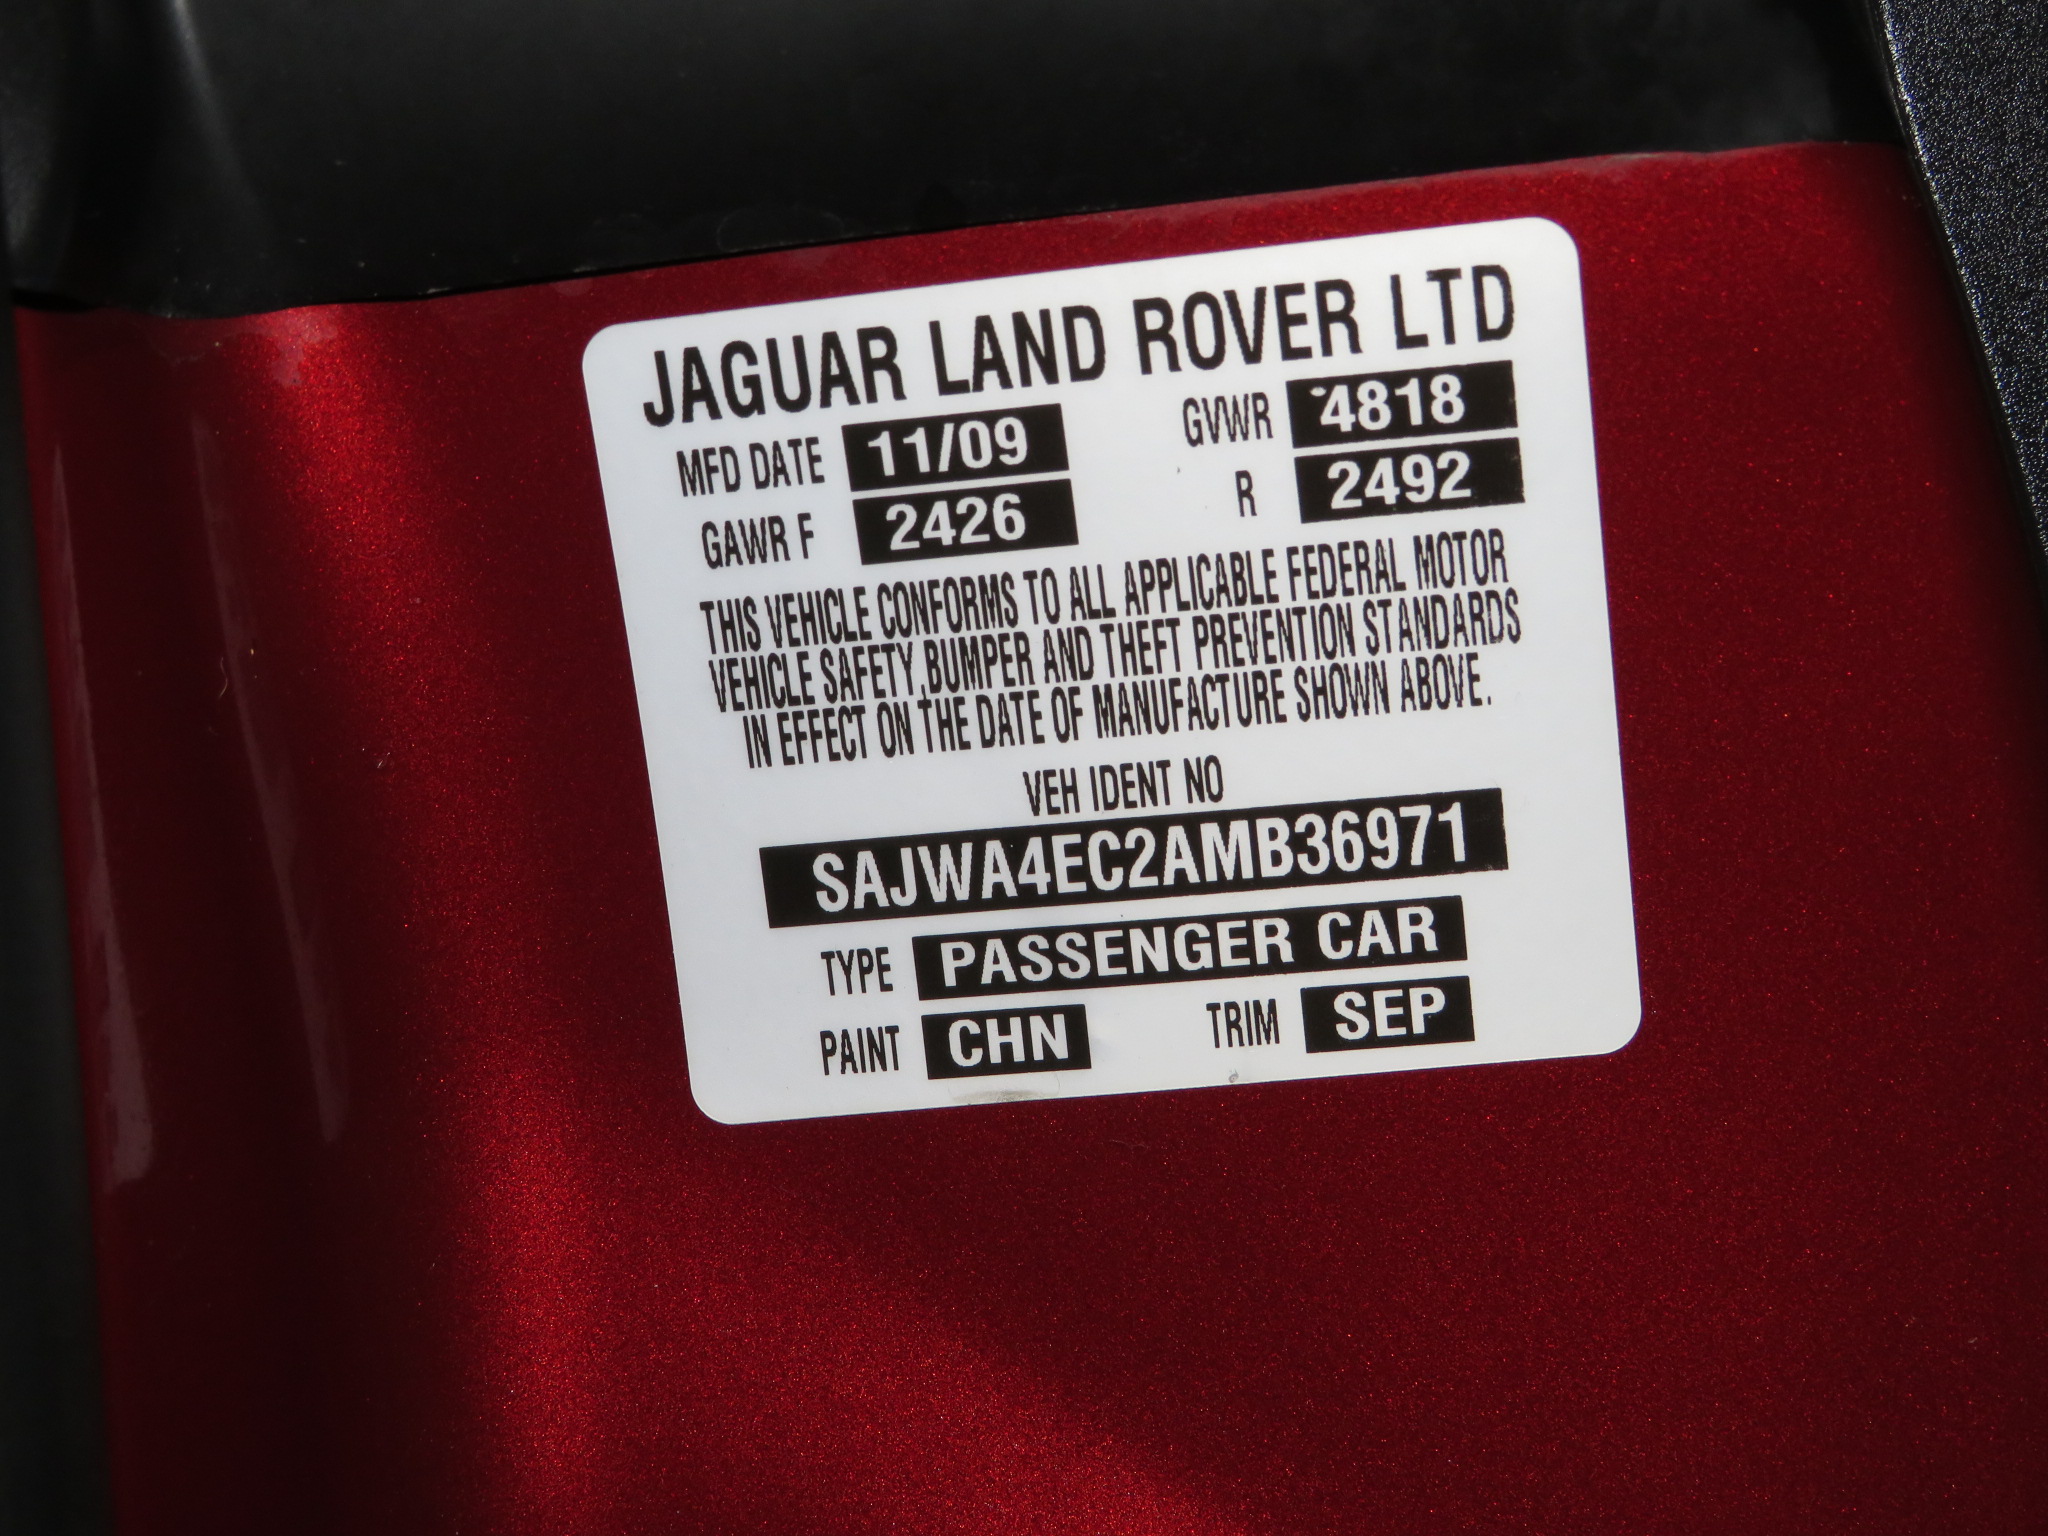 JAGUAR LAND ROVER LTD
MFD DATE 11/09 GVWR 4818
GAWR F 2426 R 2492
THIS VEHICLE CONFORMS TO ALL APPLICABLE FEDERAL MOTOR
VEHICLE SAFETY,BUMPER AND THEFT PREVENTION STANDARDS
IN EFFECT ON THE DATE OF MANUFACTURE SHOWN ABOVE.
VEH IDENT NO
SAJWA4EC2AMB36971
TYPE PASSENGER CAR
PAINT CHN TRIM SEP